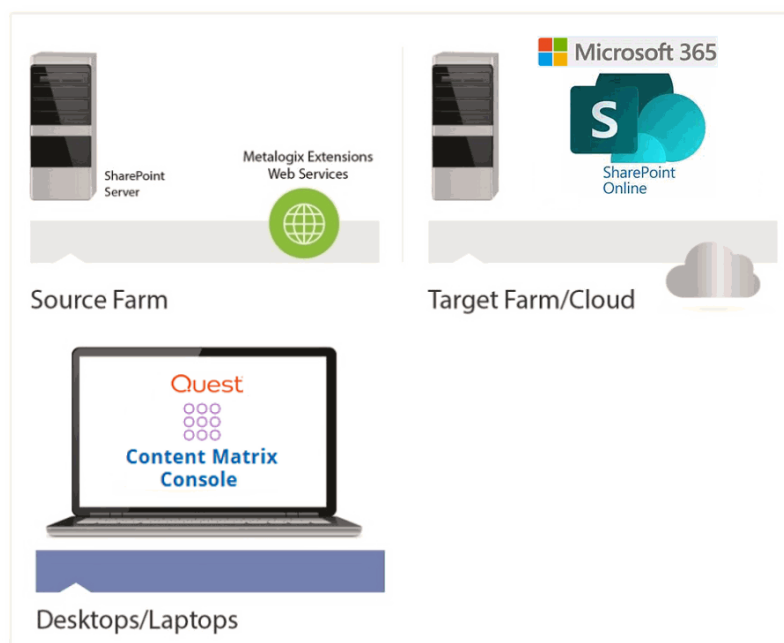 Microsoft 365
S
SharePoint
Server
Metalogix Extensions
Web Services
SharePoint
Online
Source Farm
Target Farm/Cloud
Quest
Content Matrix
Console
Desktops/Laptops